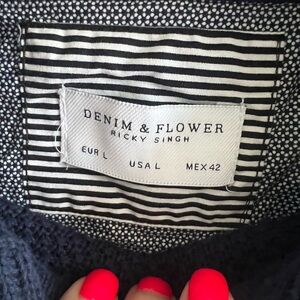 DENIM & FLOWER
RICKY SINGH
EUR L USA L MEX 42